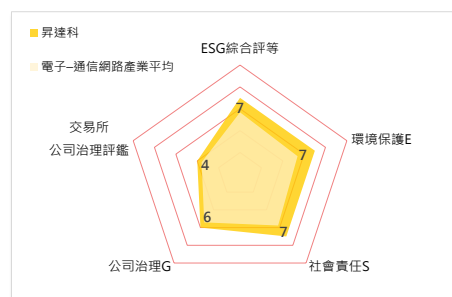 昇達科
電子–通信網路產業平均
ESG綜合評等
7
環境保護E
7
社會責任S
7
公司治理G
6
交易所
公司治理評鑑
4